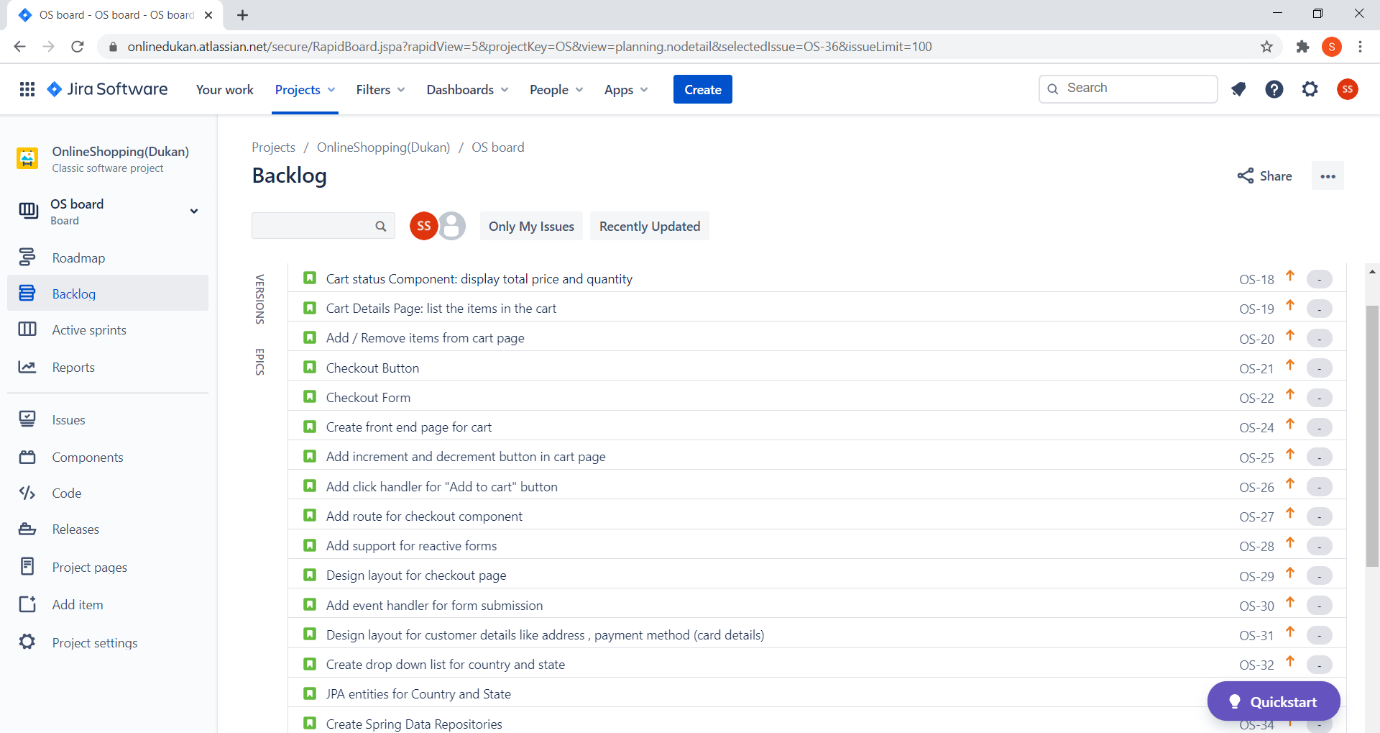 OS board - OS board - OS board
onlinedukan.atlassian.net/secure/RapidBoard.jspa?rapidView=5&projectKey=OS&view=planning.nodetail&selectedIssue=OS-36&issueLimit=100
S
Jira Software Your work Projects Filters Dashboards People Apps Create Search SS
OnlineShopping(Dukan)
Classic software project
OS board
Board
Roadmap
Backlog
Active sprints
Reports
Issues
Components
Code
Releases
Project pages
Add item
Project settings
Projects / OnlineShopping(Dukan) / OS board
Backlog
Share
SS Only My Issues Recently Updated
VERSIONS
EPICS
Cart status Component: display total price and quantity OS-18 -
Cart Details Page: list the items in the cart OS-19 -
Add / Remove items from cart page OS-20 -
Checkout Button OS-21 -
Checkout Form OS-22 -
Create front end page for cart OS-24 -
Add increment and decrement button in cart page OS-25 -
Add click handler for "Add to cart" button OS-26 -
Add route for checkout component OS-27 -
Add support for reactive forms OS-28 -
Design layout for checkout page OS-29 -
Add event handler for form submission OS-30 -
Design layout for customer details like address , payment method (card details) OS-31 -
Create drop down list for country and state OS-32 -
JPA entities for Country and State
Quickstart
Create Spring Data Repositories OS-34 -